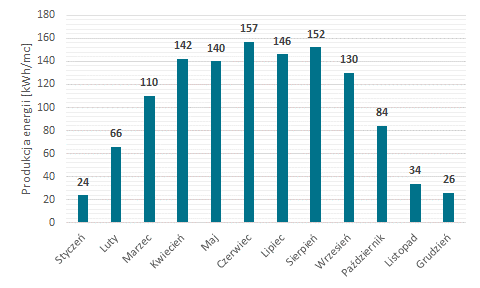 Produkcja energii [kWh/mc]
180
160
140
120
100
80
60
40
20
0
24
66
110
142
140
157
146
152
130
84
34
26
Styczeń
Luty
Marzec
Kwiecień
Maj
Czerwiec
Lipiec
Sierpień
Wrzesień
Październik
Listopad
Grudzień